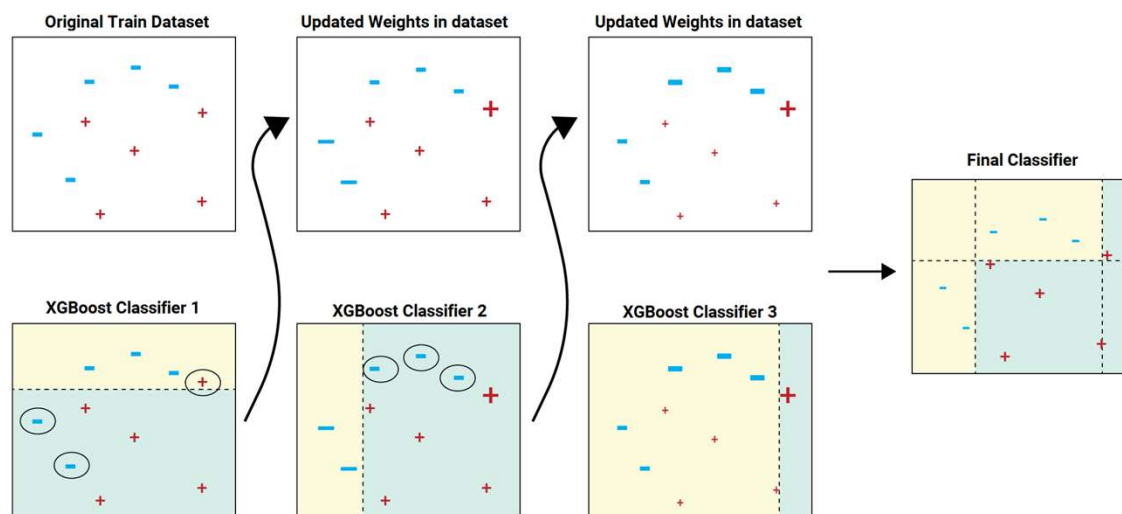 Original Train Dataset
Updated Weights in dataset
Updated Weights in dataset
Final Classifier
XGBoost Classifier 1
XGBoost Classifier 2
XGBoost Classifier 3